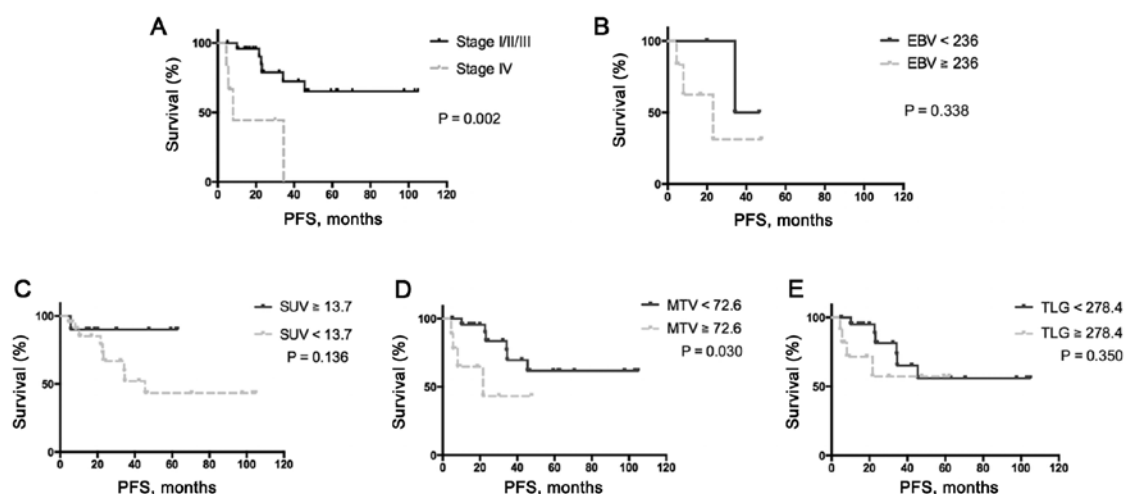 A
Survival (%)
100
50
0
0 20 40 60 80 100 120
PFS, months
Stage I/II/III
Stage IV
P = 0.002
B
Survival (%)
100
50
0
0 20 40 60 80 100 120
PFS, months
EBV < 236
EBV ≥ 236
P = 0.338
C
Survival (%)
100
50
0
0 20 40 60 80 100 120
PFS, months
SUV ≥ 13.7
SUV < 13.7
P = 0.136
D
Survival (%)
100
50
0
0 20 40 60 80 100 120
PFS, months
MTV < 72.6
MTV ≥ 72.6
P = 0.030
E
Survival (%)
100
50
0
0 20 40 60 80 100 120
PFS, months
TLG < 278.4
TLG ≥ 278.4
P = 0.350